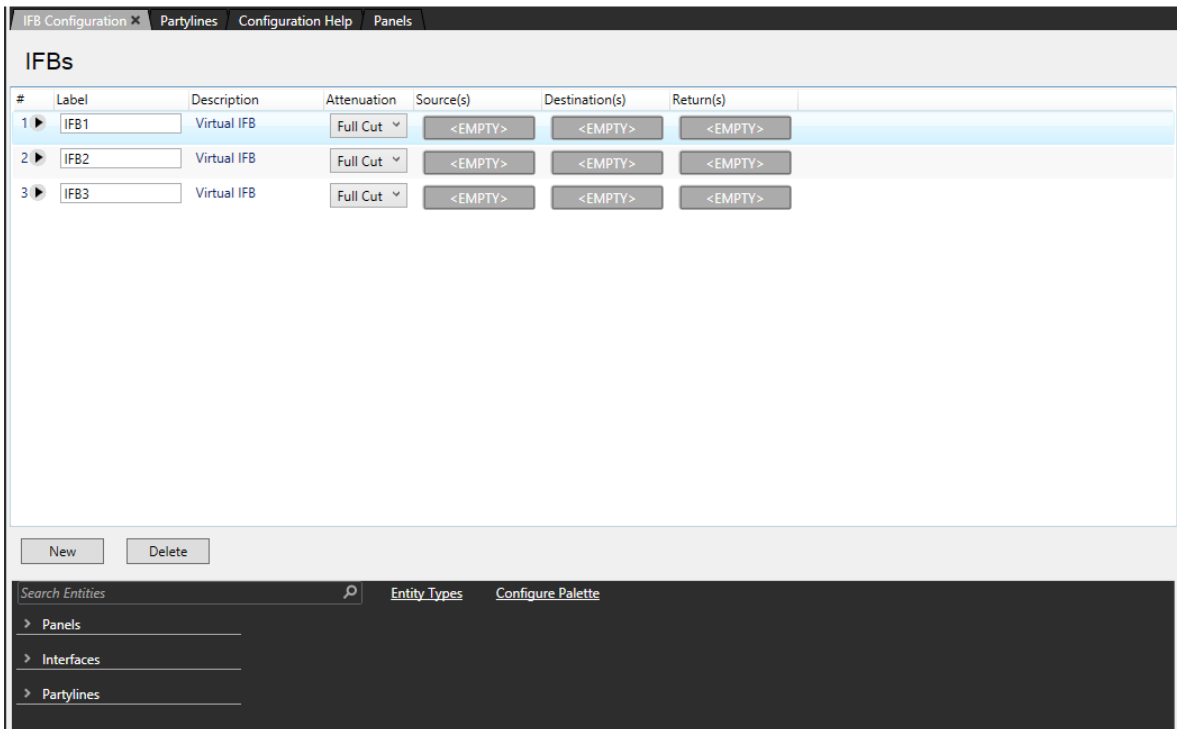 IFB Configuration ✕ Partylines Configuration Help Panels
IFBs
# Label Description Attenuation Source(s) Destination(s) Return(s)
1 IFB1 Virtual IFB Full Cut <EMPTY> <EMPTY> <EMPTY>
2 IFB2 Virtual IFB Full Cut <EMPTY> <EMPTY> <EMPTY>
3 IFB3 Virtual IFB Full Cut <EMPTY> <EMPTY> <EMPTY>
New Delete
Search Entities Entity Types Configure Palette
Panels
Interfaces
Partylines